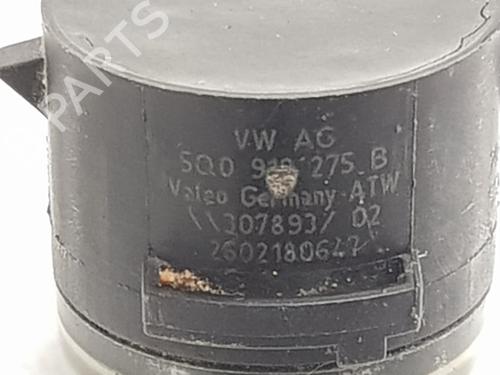 PARTS
VW AG
5Q0 919 275 B
Valeo Germany ATW
\\307893/ 02
2602180647